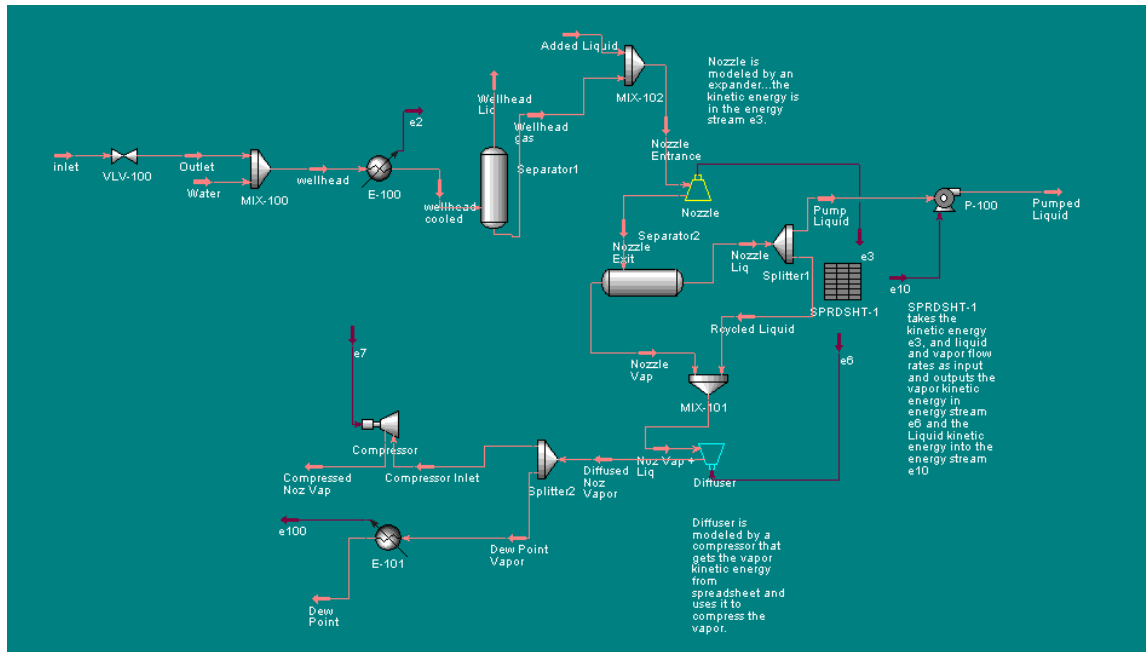 Added Liquid
MIX-102
Nozzle is
modeled by an
expander...the
kinetic energy is
in the energy
stream e3.
Wellhead
Liq
Wellhead
gas
e2
Nozzle
Entrance
inlet
VLV-100
Outlet
Water
MIX-100
wellhead
E-100
wellhead
cooled
Separator1
Nozzle
P-100
Pumped
Liquid
Pump
Liquid
Separator2
Nozzle
Exit
Nozzle
Liq
Splitter1
e3
e10
SPRDSHT-1
SPRDSHT-1
takes the
kinetic energy
e3, and liquid
and vapor flow
rates as input
and outputs the
vapor kinetic
energy in
energy stream
e6 and the
Liquid kinetic
energy into the
energy stream
e10
Rcycled Liquid
e7
Nozzle
Vap
e6
MIX-101
Compressor
Compressed
Noz Vap
Compressor Inlet
Splitter2
Diffused
Noz
Vapor
Noz Vap +
Liq
Diffuser
e100
E-101
Dew Point
Vapor
Dew
Point
Diffuser is
modeled by a
compressor that
gets the vapor
kinetic energy
from
spreadsheet and
uses it to
compress the
vapor.